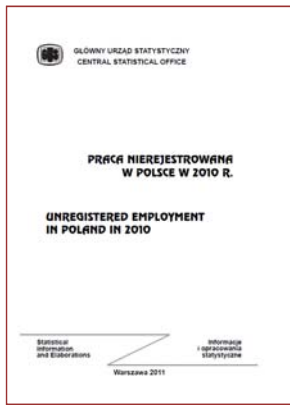 GŁÓWNY URZĄD STATYSTYCZNY
CENTRAL STATISTICAL OFFICE
PRACA NIEREJESTROWANA
W POLSCE W 2010 R.
UNREGISTERED EMPLOYMENT
IN POLAND IN 2010
Statistical
Information
and Elaborations
Informacje
i opracowania
statystyczne
Warszawa 2011